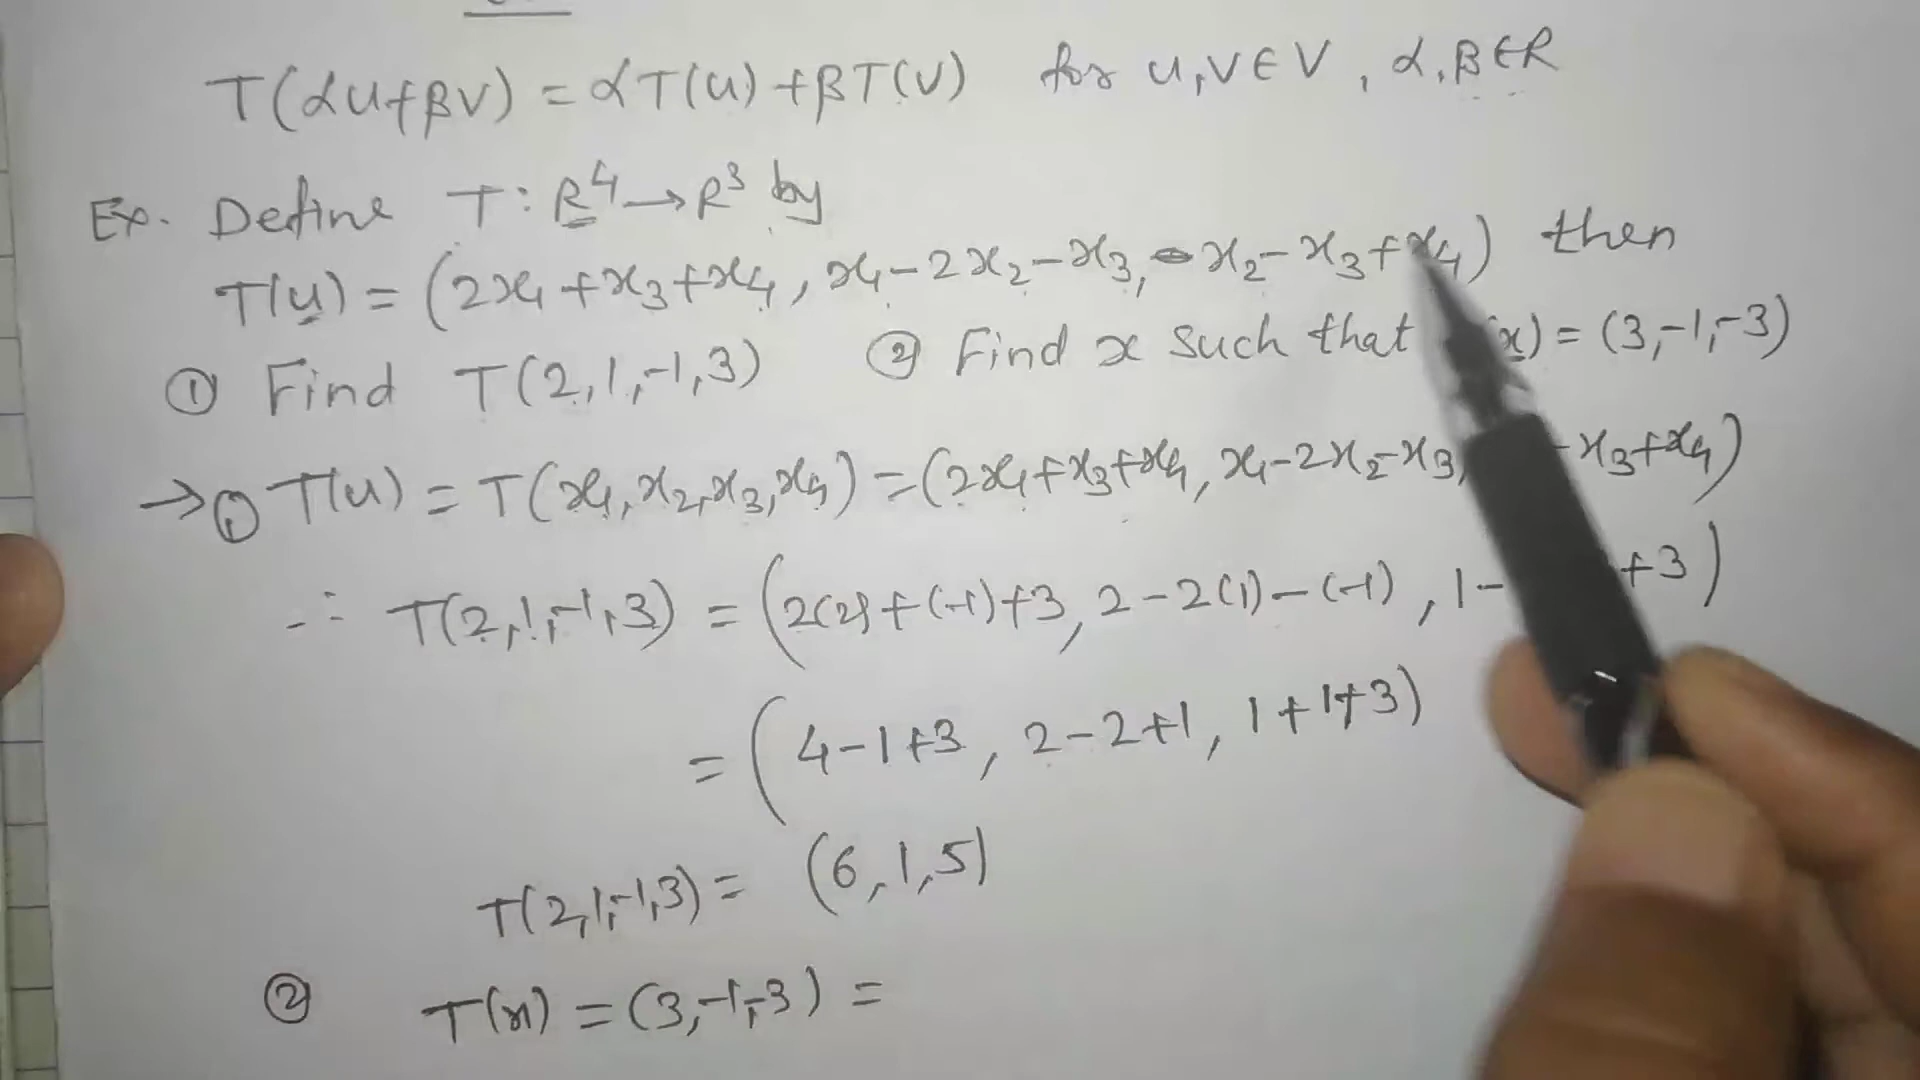 T(αu+βv) = αT(u)+βT(v) for u,v∈V, α,β∈R
Ex. Define T: R⁴→R³ by
T(u) = (2x₁+x₃+x₄, x₁-2x₂-x₃, x₂-x₃+x₄) then
① Find T(2,1,-1,3) ② Find x such that (x) = (3,-1,-3)
→① T(u) = T(x₁,x₂,x₃,x₄) = (2x₁+x₃+x₄, x₁-2x₂-x₃, -x₃+x₄)
∴ T(2,1,-1,3) = (2(2)+(-1)+3, 2-2(1)-(-1), 1- +3)
= (4-1+3, 2-2+1, 1+1+3)
T(2,1,-1,3) = (6,1,5)
② T(x) = (3,-1,-3) =